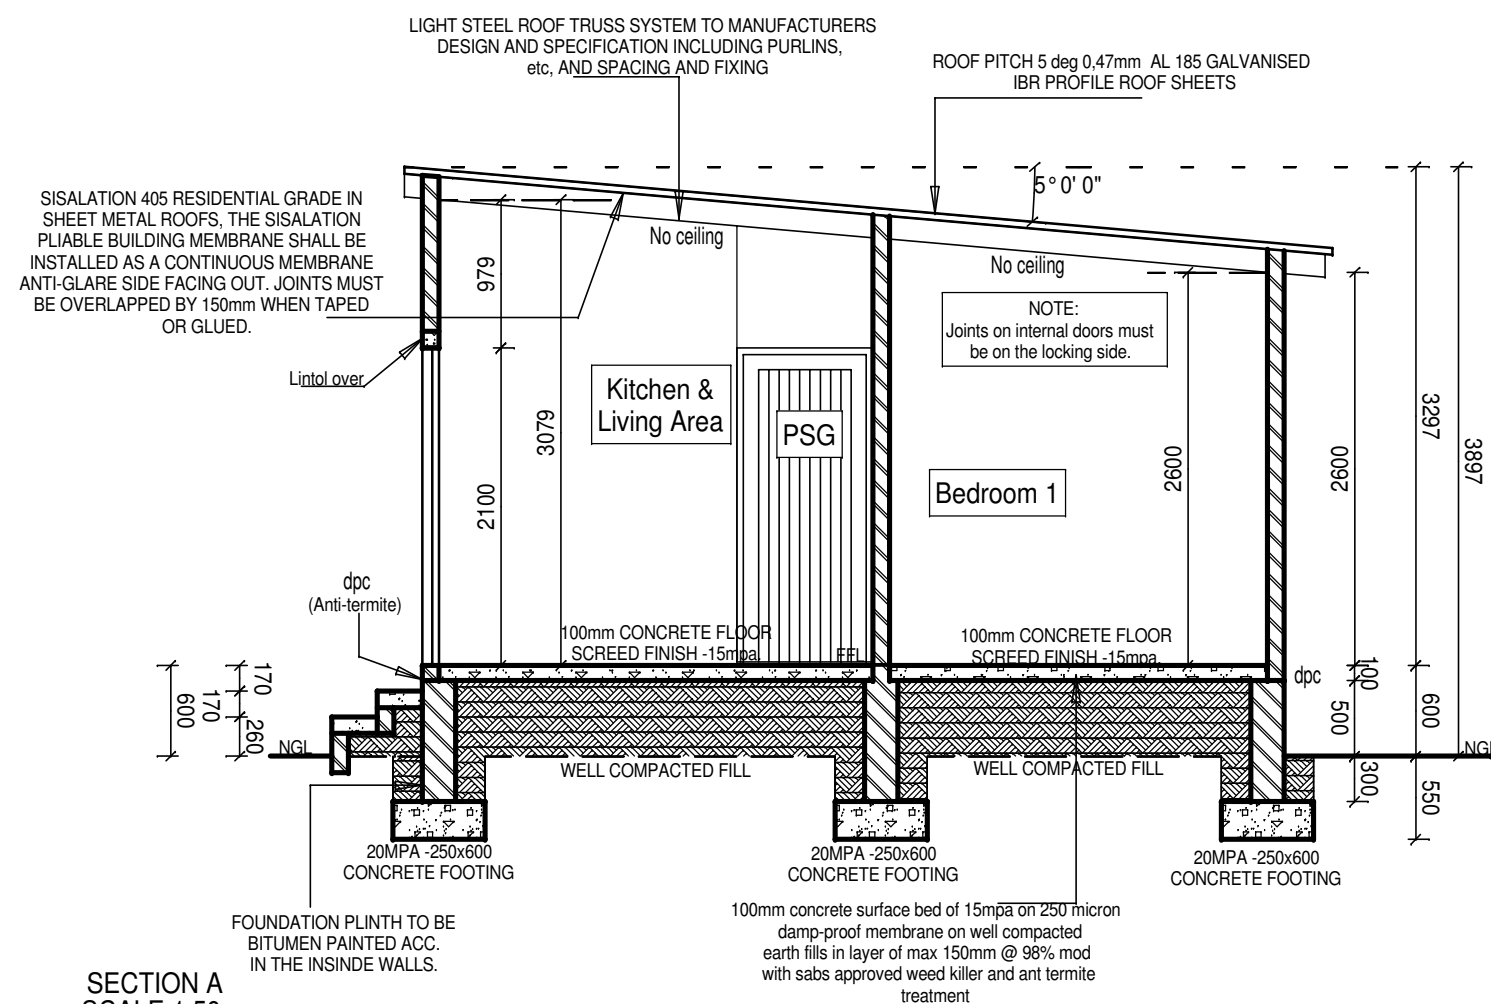 LIGHT STEEL ROOF TRUSS SYSTEM TO MANUFACTURERS
DESIGN AND SPECIFICATION INCLUDING PURLINS,
etc, AND SPACING AND FIXING
ROOF PITCH 5 deg 0,47mm AL 185 GALVANISED
IBR PROFILE ROOF SHEETS
SISALATION 405 RESIDENTIAL GRADE IN
SHEET METAL ROOFS, THE SISALATION
PLIABLE BUILDING MEMBRANE SHALL BE
INSTALLED AS A CONTINUOUS MEMBRANE
ANTI-GLARE SIDE FACING OUT. JOINTS MUST
BE OVERLAPPED BY 150mm WHEN TAPED
OR GLUED.
5° 0' 0"
No ceiling
No ceiling
979
NOTE:
Joints on internal doors must
be on the locking side.
Lintol over
Kitchen &
Living Area
PSG
3079
2100
Bedroom 1
2600
2600
3297
3897
dpc
(Anti-termite)
100mm CONCRETE FLOOR
SCREED FINISH -15mpa.
FFL
100mm CONCRETE FLOOR
SCREED FINISH -15mpa.
dpc
170
170
260
600
100
500
300
600
550
NGL
NGL
WELL COMPACTED FILL
WELL COMPACTED FILL
20MPA -250x600
CONCRETE FOOTING
20MPA -250x600
CONCRETE FOOTING
20MPA -250x600
CONCRETE FOOTING
FOUNDATION PLINTH TO BE
BITUMEN PAINTED ACC.
IN THE INSINDE WALLS.
100mm concrete surface bed of 15mpa on 250 micron
damp-proof membrane on well compacted
earth fills in layer of max 150mm @ 98% mod
with sabs approved weed killer and ant termite
treatment
SECTION A
SCALE 1:50